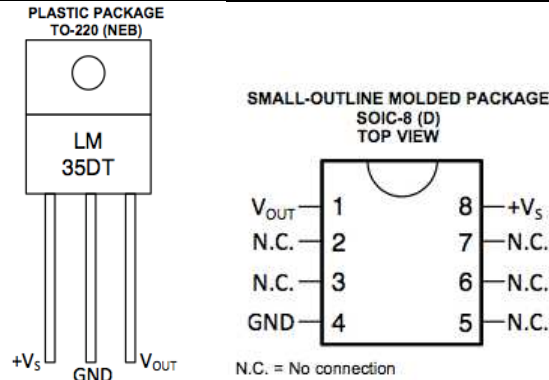 PLASTIC PACKAGE
TO-220 (NEB)
LM
35DT
+VS
GND
VOUT
SMALL-OUTLINE MOLDED PACKAGE
SOIC-8 (D)
TOP VIEW
VOUT 1 8 +VS
N.C. 2 7 N.C.
N.C. 3 6 N.C.
GND 4 5 N.C.
N.C. = No connection